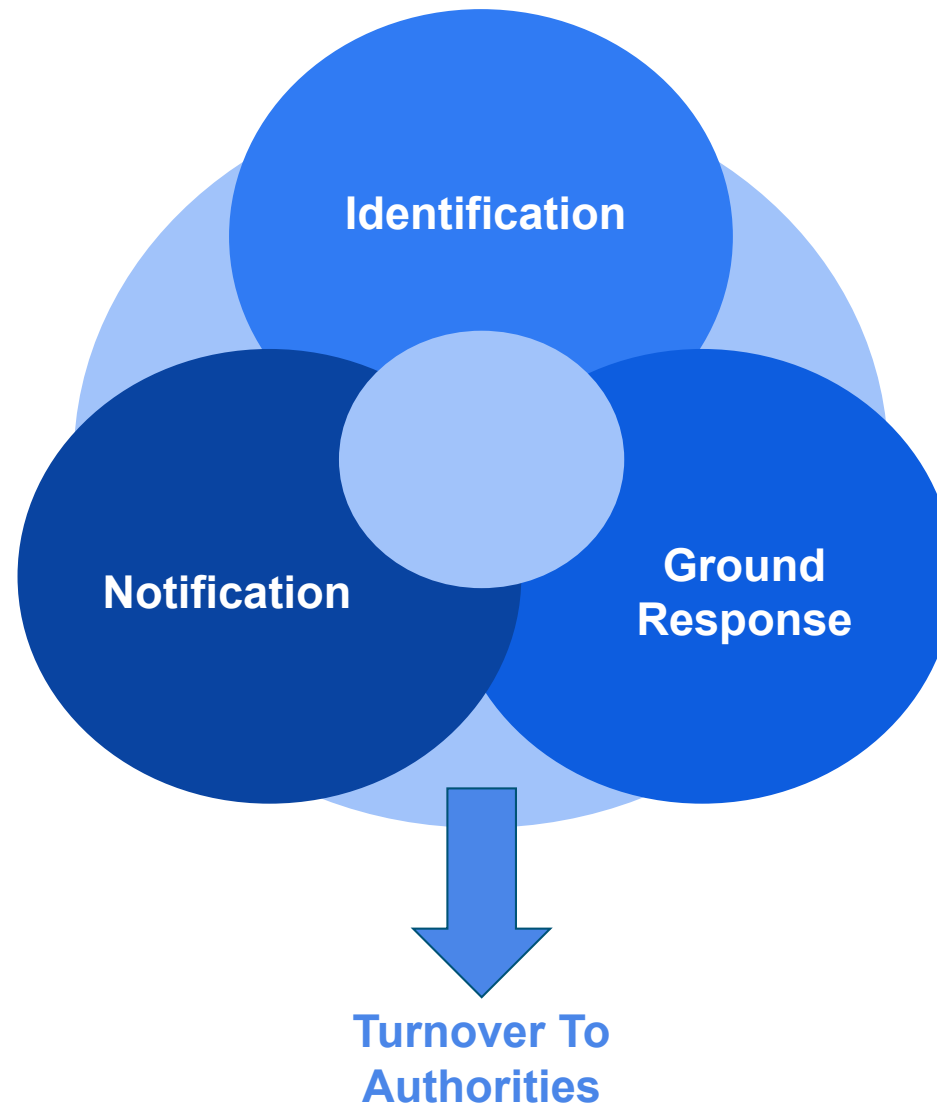 Identification
Notification
Ground
Response
Turnover To
Authorities